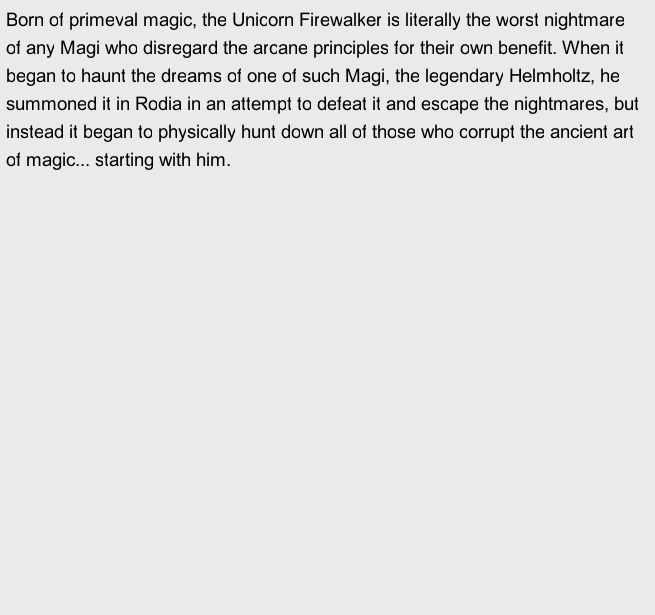 Born of primeval magic, the Unicorn Firewalker is literally the worst nightmare
of any Magi who disregard the arcane principles for their own benefit. When it
began to haunt the dreams of one of such Magi, the legendary Helmholtz, he
summoned it in Rodia in an attempt to defeat it and escape the nightmares, but
instead it began to physically hunt down all of those who corrupt the ancient art
of magic... starting with him.